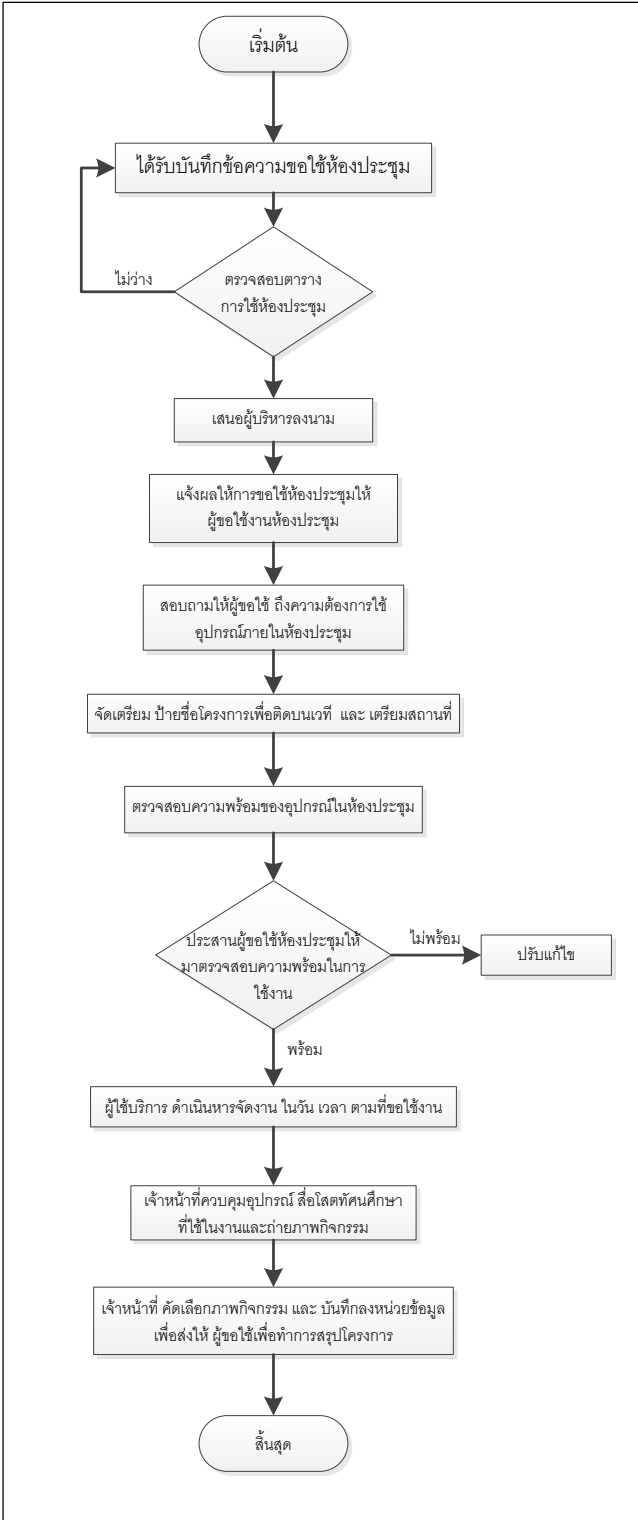 เริ่มต้น
ได้รับบันทึกข้อความขอใช้ห้องประชุม
ไม่ว่าง
ตรวจสอบตาราง
การใช้ห้องประชุม
เสนอผู้บริหารลงนาม
แจ้งผลให้การขอใช้ห้องประชุมให้
ผู้ขอใช้งานห้องประชุม
สอบถามให้ผู้ขอใช้ ถึงความต้องการใช้
อุปกรณ์ภายในห้องประชุม
จัดเตรียม ป้ายชื่อโครงการเพื่อติดบนเวที และ เตรียมสถานที่
ตรวจสอบความพร้อมของอุปกรณ์ในห้องประชุม
ประสานผู้ขอใช้ห้องประชุมให้
มาตรวจสอบความพร้อมในการ
ใช้งาน
ไม่พร้อม
ปรับแก้ไข
พร้อม
ผู้ใช้บริการ ดำเนินหารจัดงาน ในวัน เวลา ตามที่ขอใช้งาน
เจ้าหน้าที่ควบคุมอุปกรณ์ สื่อโสตทัศนศึกษา
ที่ใช้ในงานและถ่ายภาพกิจกรรม
เจ้าหน้าที่ คัดเลือกภาพกิจกรรม และ บันทึกลงหน่วยข้อมูล
เพื่อส่งให้ ผู้ขอใช้เพื่อทำการสรุปโครงการ
สิ้นสุด